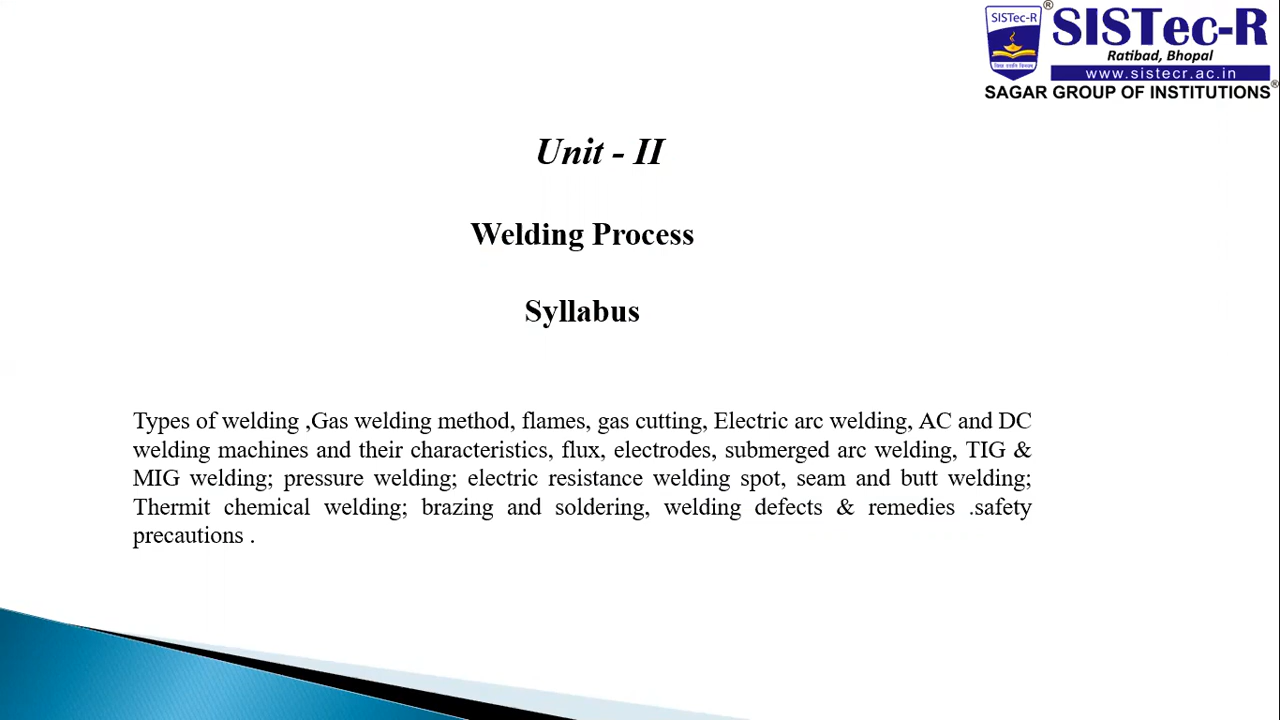 SISTec-R
SISTec-R
Ratibad, Bhopal
www.sistecr.ac.in
SAGAR GROUP OF INSTITUTIONS
Unit - II
Welding Process
Syllabus
Types of welding ,Gas welding method, flames, gas cutting, Electric arc welding, AC and DC
welding machines and their characteristics, flux, electrodes, submerged arc welding, TIG &
MIG welding; pressure welding; electric resistance welding spot, seam and butt welding;
Thermit chemical welding; brazing and soldering, welding defects & remedies .safety
precautions .